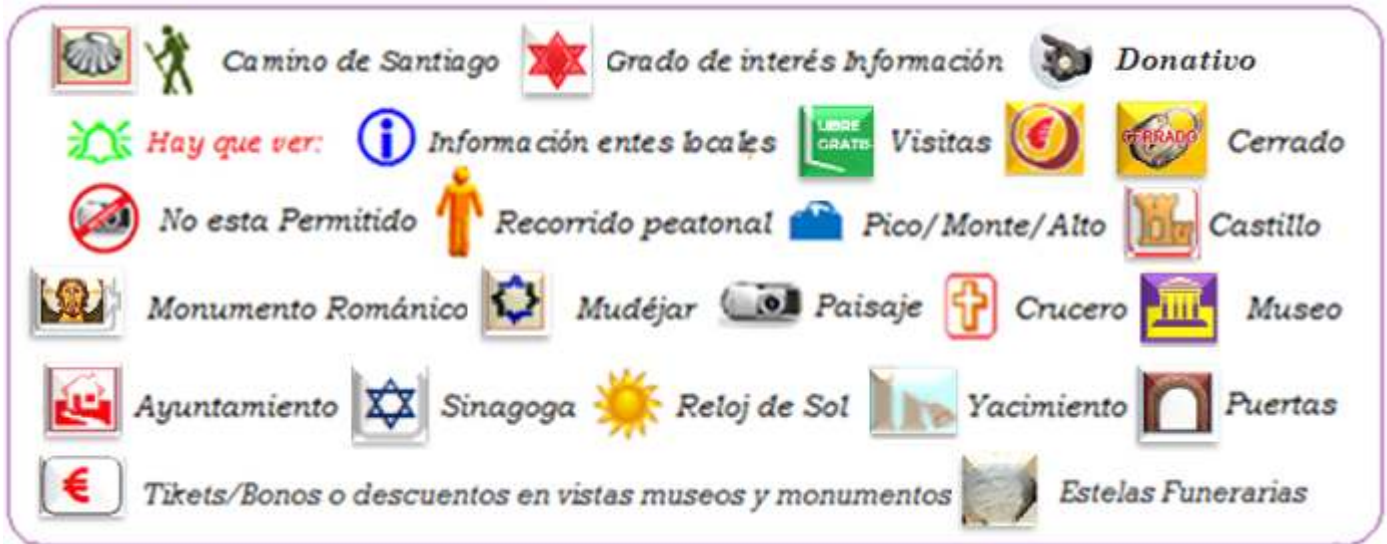 Camino de Santiago Grado de interés Información Donativo
Hay que ver: i Información entes locales LIBRE GRATIS Visitas € CERRADO Cerrado
No esta Permitido Recorrido peatonal Pico/Monte/Alto Castillo
Monumento Románico Mudéjar Paisaje Crucero Museo
Ayuntamiento Sinagoga Reloj de Sol Yacimiento Puertas
€ Tikets/Bonos o descuentos en vistas museos y monumentos Estelas Funerarias